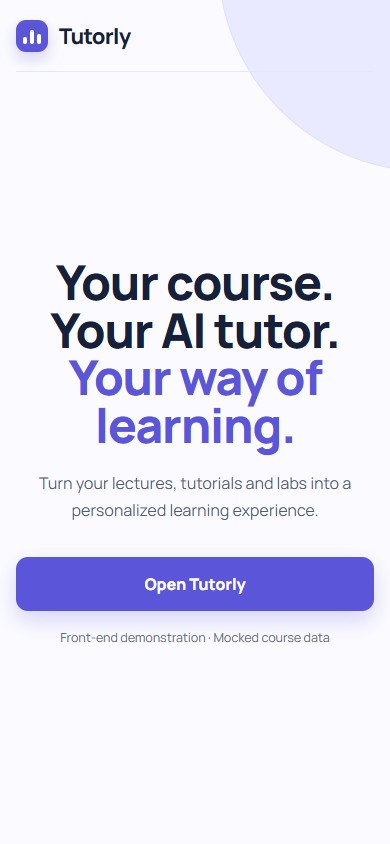 Tutorly
Your course.
Your AI tutor.
Your way of
learning.
Turn your lectures, tutorials and labs into a
personalized learning experience.
Open Tutorly
Front-end demonstration · Mocked course data